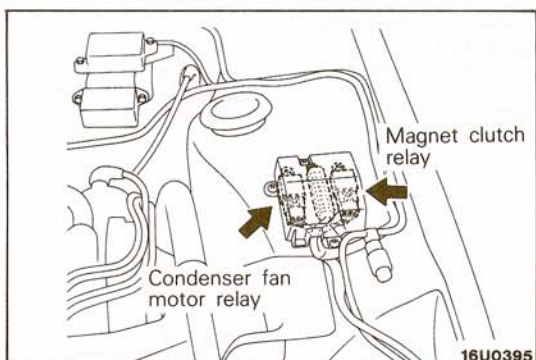 Magnet clutch
relay
Condenser fan
motor relay
16U0395